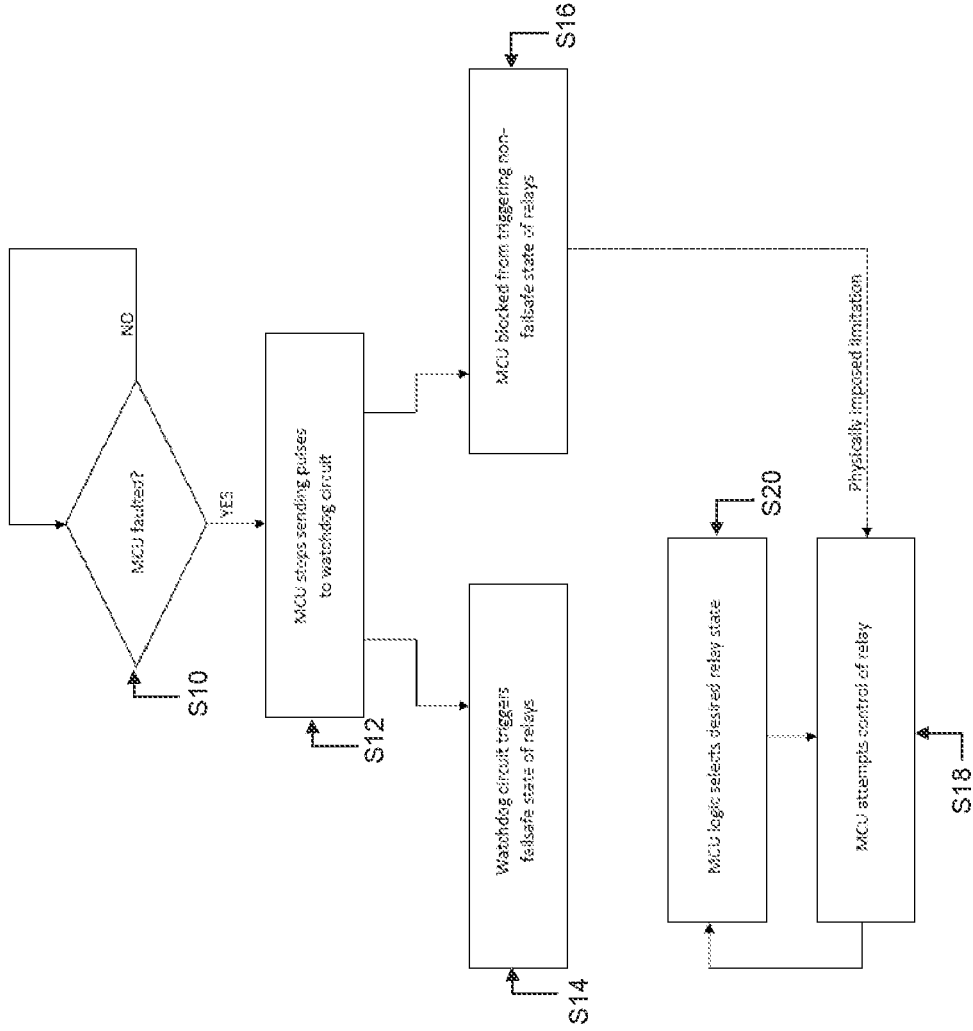 MCU faulted?
NO
S10
YES
MCU stops sending pulses
to watchdog circuit
S12
Watchdog circuit triggers
failsafe state of relays
S14
MCU blocked from triggering non-
failsafe state of relays
S16
MCU logic selects desired relay state
S20
Physically imposed limitation
MCU attempts control of relay
S18